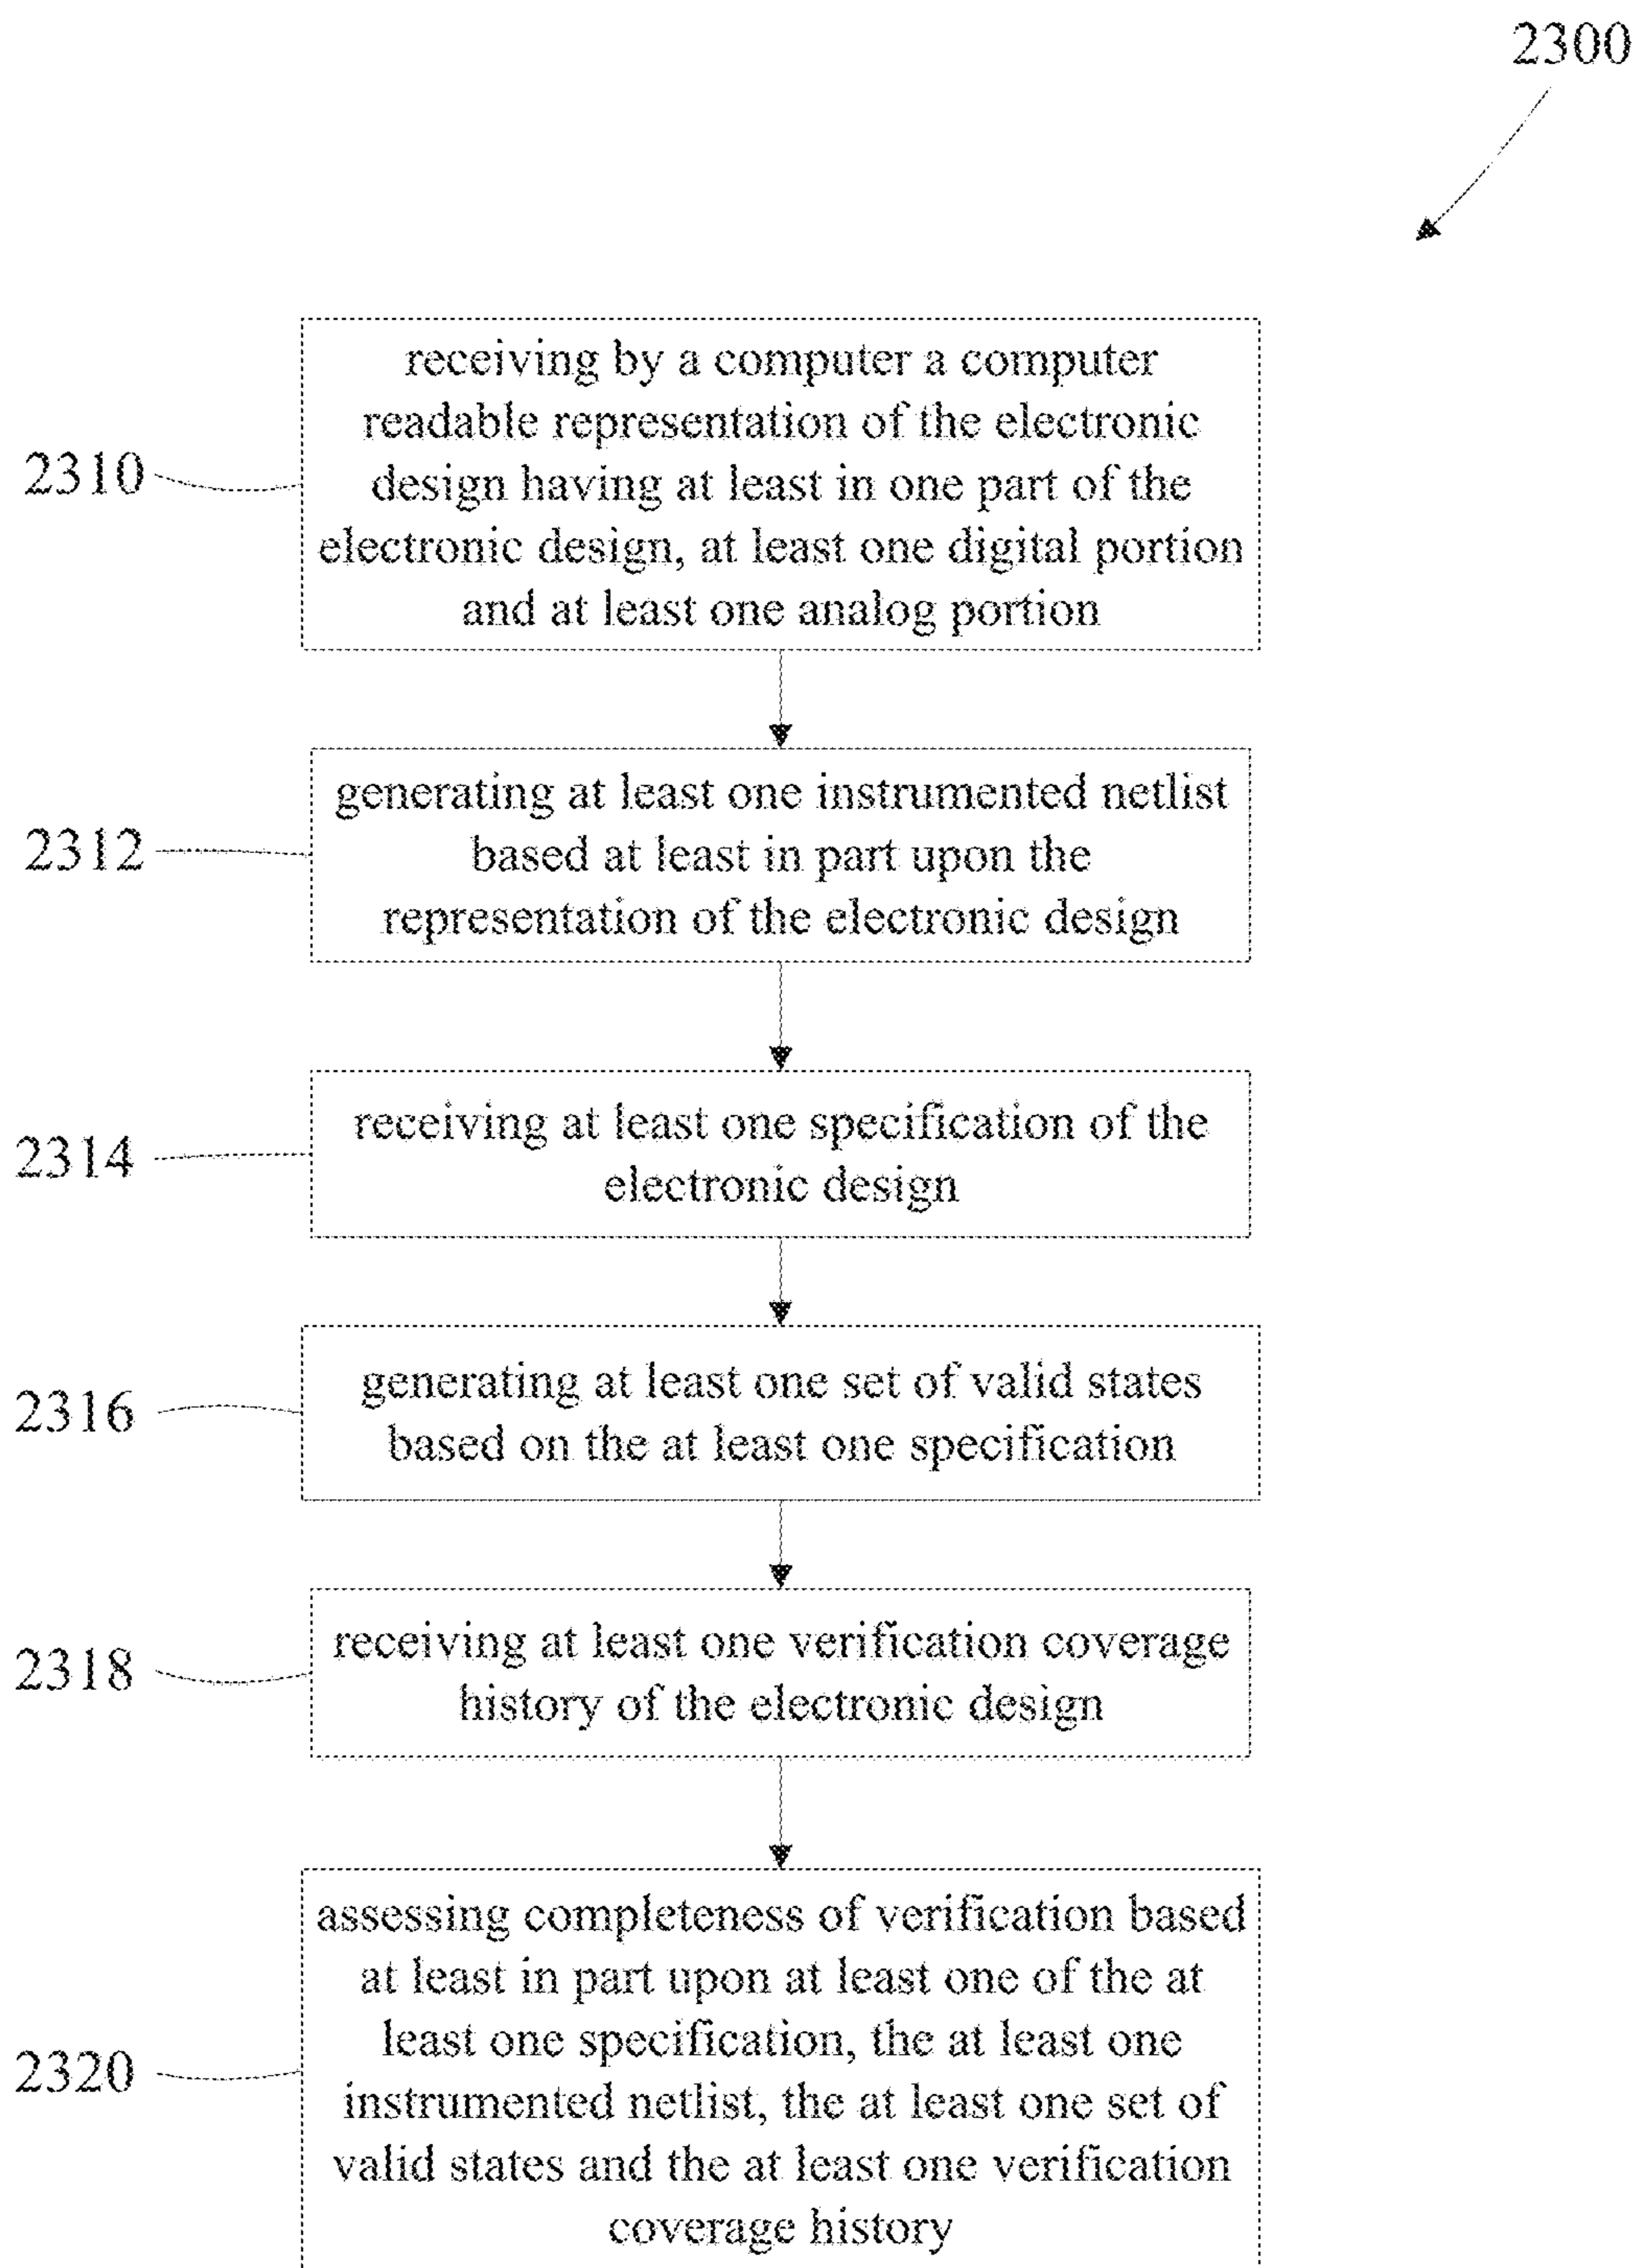 2300
receiving by a computer a computer
readable representation of the electronic
design having at least in one part of the
electronic design, at least one digital portion
and at least one analog portion
2310
generating at least one instrumented netlist
based at least in part upon the
representation of the electronic design
2312
receiving at least one specification of the
electronic design
2314
generating at least one set of valid states
based on the at least one specification
2316
receiving at least one verification coverage
history of the electronic design
2318
assessing completeness of verification based
at least in part upon at least one of the at
least one specification, the at least one
instrumented netlist, the at least one set of
valid states and the at least one verification
coverage history
2320